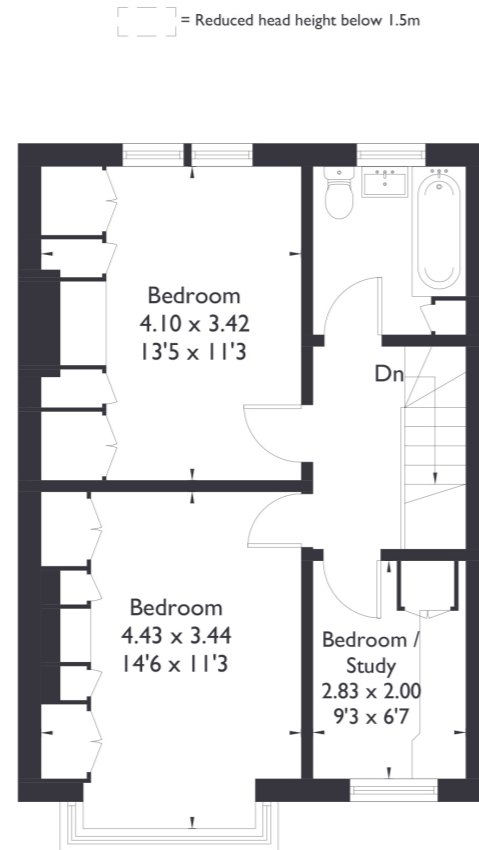 = Reduced head height below 1.5m
Bedroom
4.10 x 3.42
13'5 x 11'3
Dn
Bedroom
4.43 x 3.44
14'6 x 11'3
Bedroom /
Study
2.83 x 2.00
9'3 x 6'7